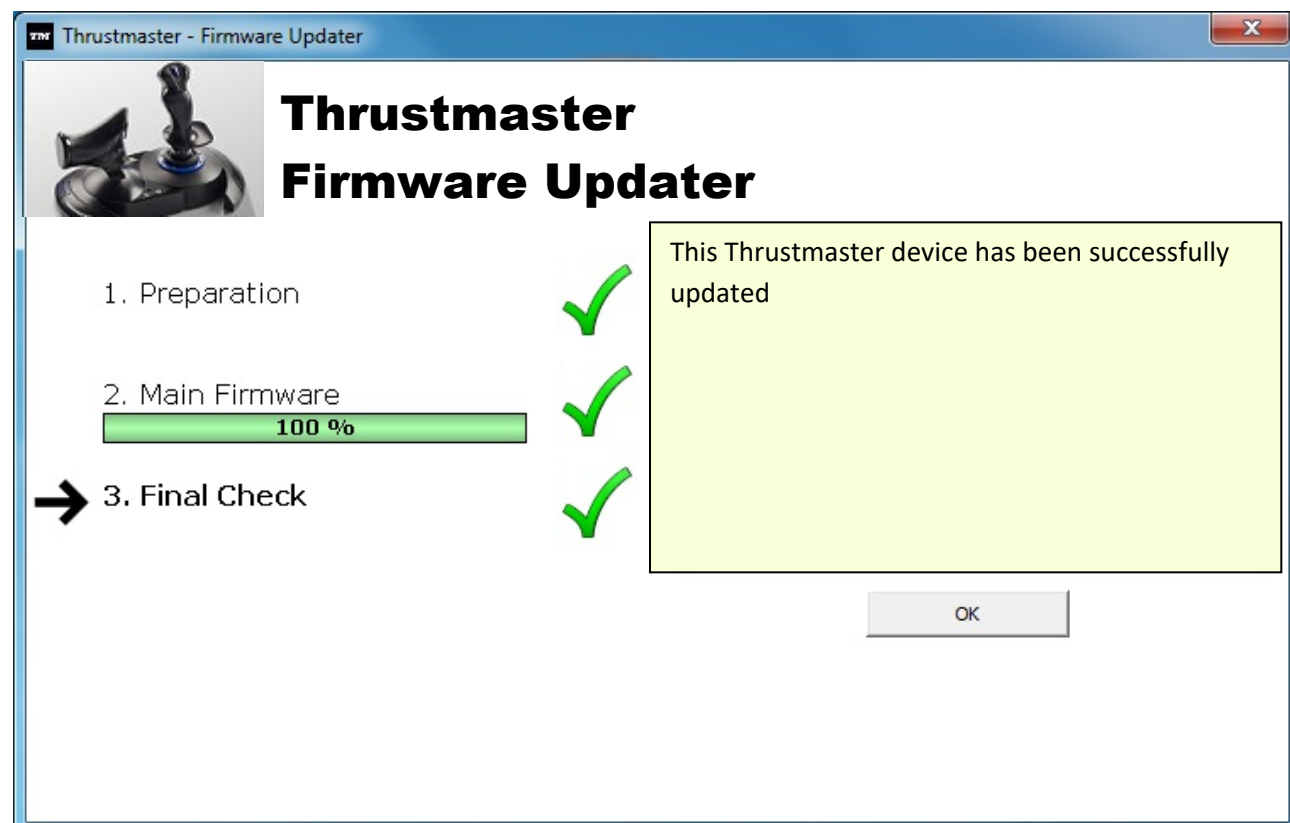 TM Thrustmaster - Firmware Updater
x
Thrustmaster
Firmware Updater
1. Preparation
2. Main Firmware
100 %
3. Final Check
This Thrustmaster device has been successfully
updated
OK